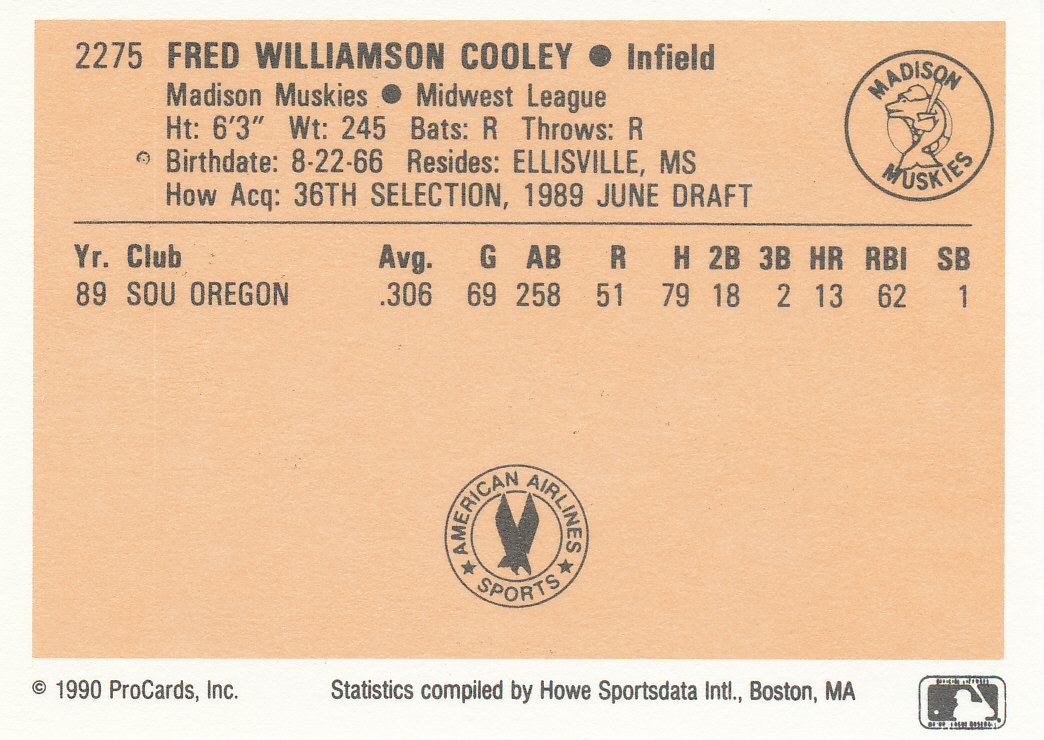 2275 FRED WILLIAMSON COOLEY ● Infield
Madison Muskies ● Midwest League
Ht: 6'3" Wt: 245 Bats: R Throws: R
Birthdate: 8-22-66 Resides: ELLISVILLE, MS
How Acq: 36TH SELECTION, 1989 JUNE DRAFT
MADISON
MUSKIES
Yr. Club Avg. G AB R H 2B 3B HR RBI SB
89 SOU OREGON .306 69 258 51 79 18 2 13 62 1
AMERICAN AIRLINES
★ SPORTS ★
© 1990 ProCards, Inc. Statistics compiled by Howe Sportsdata Intl., Boston, MA